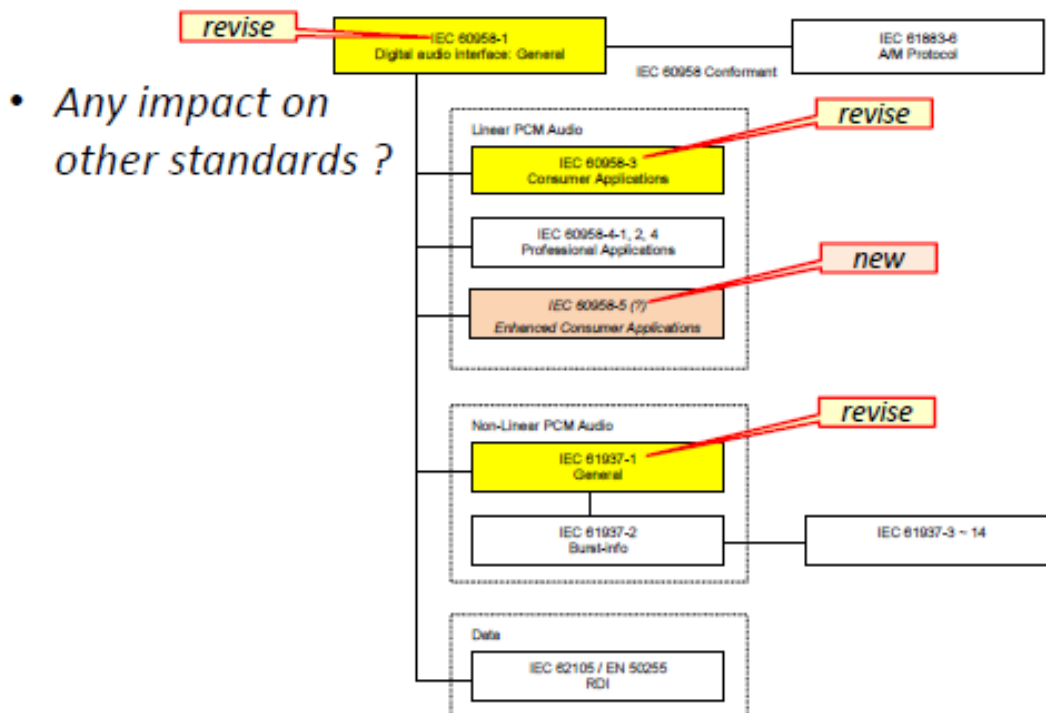 revise
IEC 60958-1
Digital audio interface: General
IEC 61883-6
A/M Protocol
IEC 60958 Conformant
• Any impact on
other standards ?
Linear PCM Audio
revise
IEC 60958-3
Consumer Applications
IEC 60958-4-1, 2, 4
Professional Applications
new
IEC 60958-5 (?)
Enhanced Consumer Applications
Non-Linear PCM Audio
revise
IEC 61937-1
General
IEC 61937-2
Burst-info
IEC 61937-3 ~ 14
Data
IEC 62105 / EN 50255
RDI